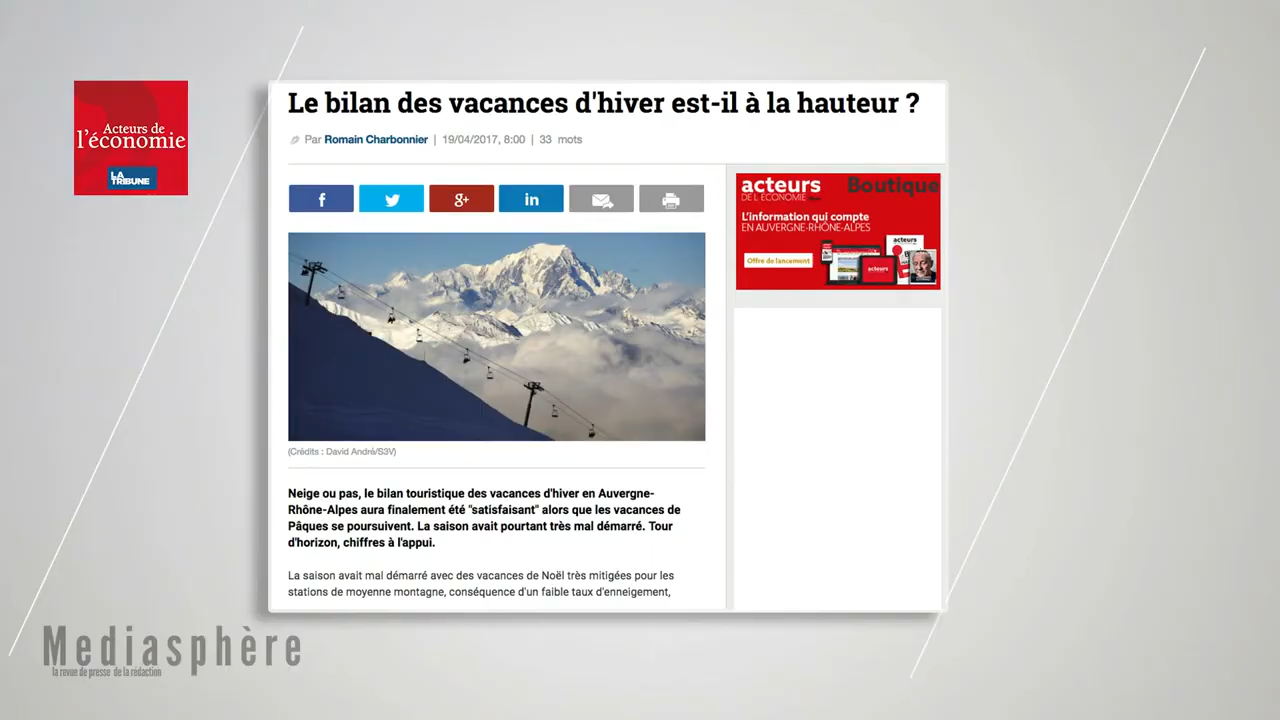 Acteurs de
l'économie
LA
TRIBUNE
Le bilan des vacances d'hiver est-il à la hauteur ?
Par Romain Charbonnier | 19/04/2017, 8:00 | 33 mots
f
g+
in
acteurs Boutique
DE L'ÉCONOMIE
L'information qui compte
EN AUVERGNE-RHÔNE-ALPES
Offre de lancement
acteurs
acteurs
(Crédits : David André/S3V)
Neige ou pas, le bilan touristique des vacances d'hiver en Auvergne-
Rhône-Alpes aura finalement été "satisfaisant" alors que les vacances de
Pâques se poursuivent. La saison avait pourtant très mal démarré. Tour
d'horizon, chiffres à l'appui.
La saison avait mal démarré avec des vacances de Noël très mitigées pour les
stations de moyenne montagne, conséquence d'un faible taux d'enneigement,
Mediasphère
la revue de presse de la rédaction